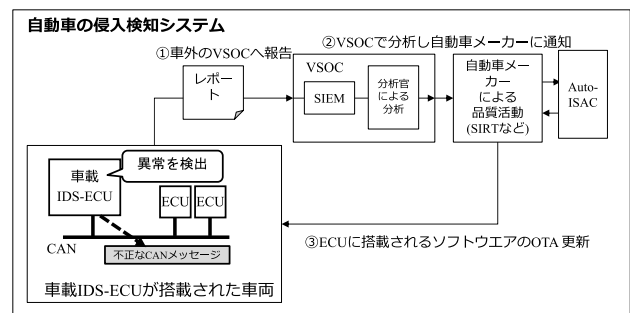 自動車の侵入検知システム
①車外のVSOCへ報告
②VSOCで分析し自動車メーカーに通知
レポー
ト
VSOC
SIEM
分析官
による
分析
自動車メー
カー
による
品質活動
(SIRTなど)
Auto-
ISAC
異常を検出
車載
IDS-ECU
ECU
ECU
CAN
不正なCANメッセージ
車載IDS-ECUが搭載された車両
③ECUに搭載されるソフトウエアのOTA 更新